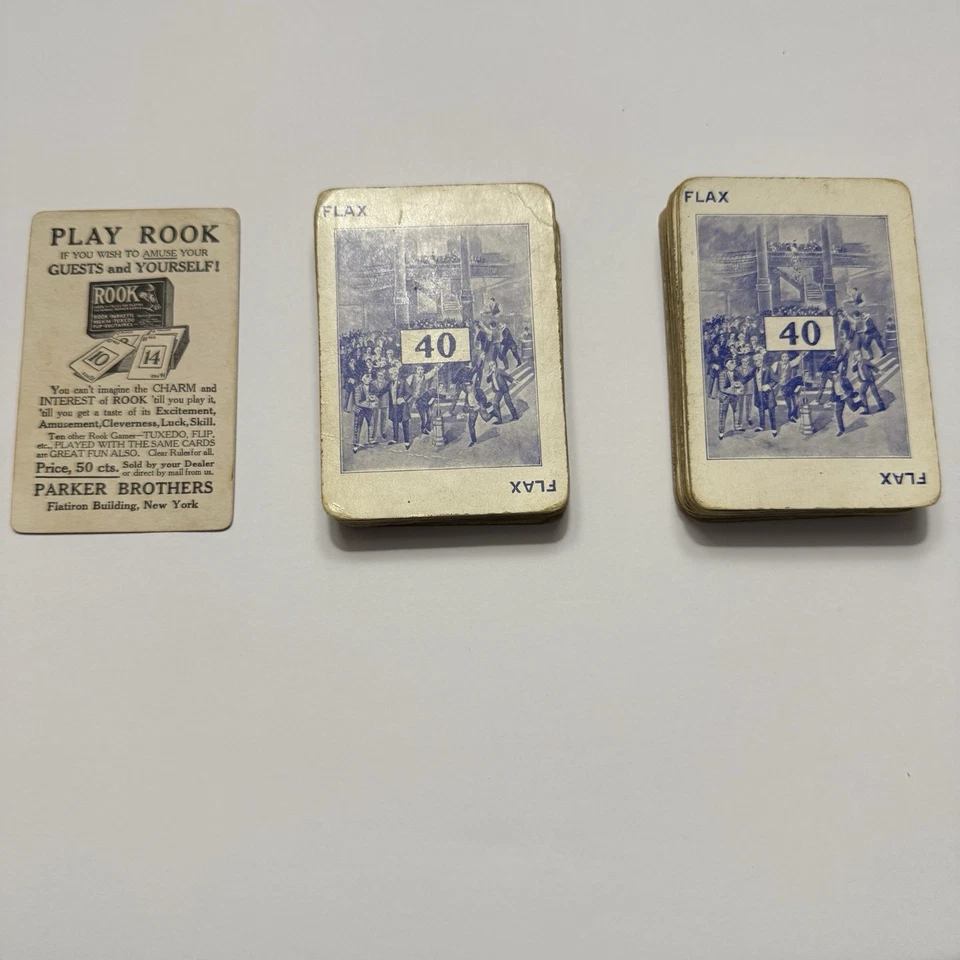 PLAY ROOK
IF YOU WISH TO AMUSE YOUR
GUESTS and YOURSELF!
ROOK
10
14
You can't imagine the CHARM and
INTEREST of ROOK 'till you play it,
'till you get a taste of its Excitement,
Amusement, Cleverness, Luck, Skill.
Ten other Rook Games—TUXEDO, FLIP,
etc., PLAYED WITH THE SAME CARDS
are GREAT FUN ALSO. Clear Rules for all.
Price, 50 cts. Sold by your Dealer
or direct by mail from us.
PARKER BROTHERS
Flatiron Building, New York
FLAX
40
FLAX
FLAX
40
FLAX